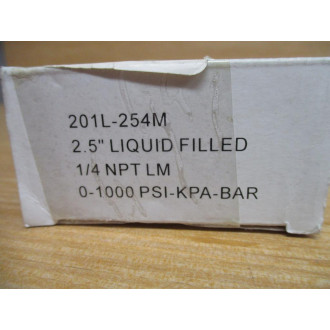 201L-254M
2.5" LIQUID FILLED
1/4 NPT LM
0-1000 PSI-KPA-BAR